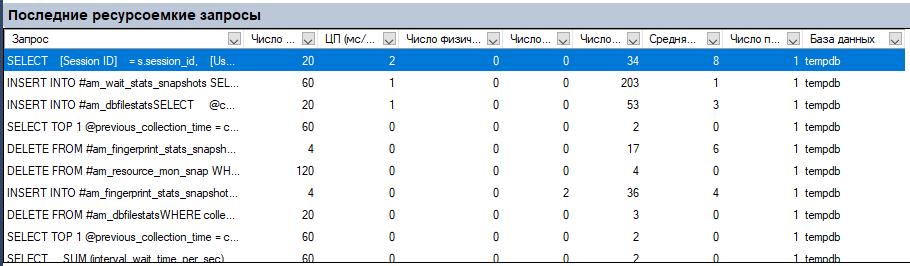 Последние ресурсоемкие запросы
Запрос Число ... ЦП (мс/... Число физич... Число... Число... Средня... Число п... База данных
SELECT [Session ID] = s.session_id, [Us... 20 2 0 0 34 8 1 tempdb
INSERT INTO #am_wait_stats_snapshots SEL... 60 1 0 0 203 1 1 tempdb
INSERT INTO #am_dbfilestatsSELECT @c... 20 1 0 0 53 3 1 tempdb
SELECT TOP 1 @previous_collection_time = c... 60 0 0 0 2 0 1 tempdb
DELETE FROM #am_fingerprint_stats_snapsh... 4 0 0 0 17 6 1 tempdb
DELETE FROM #am_resource_mon_snap WH... 120 0 0 0 4 0 1 tempdb
INSERT INTO #am_fingerprint_stats_snapshot... 4 0 0 2 36 4 1 tempdb
DELETE FROM #am_dbfilestatsWHERE colle... 20 0 0 0 3 0 1 tempdb
SELECT TOP 1 @previous_collection_time = c... 60 0 0 0 2 0 1 tempdb
SELECT SUM (interval_wait_time_per_sec) 60 0 0 0 2 0 1 tempdb